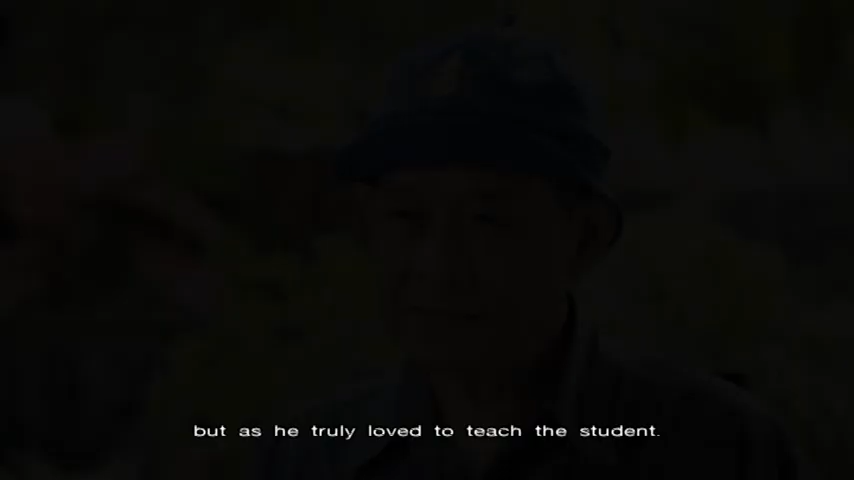 but as he truly loved to teach the student.